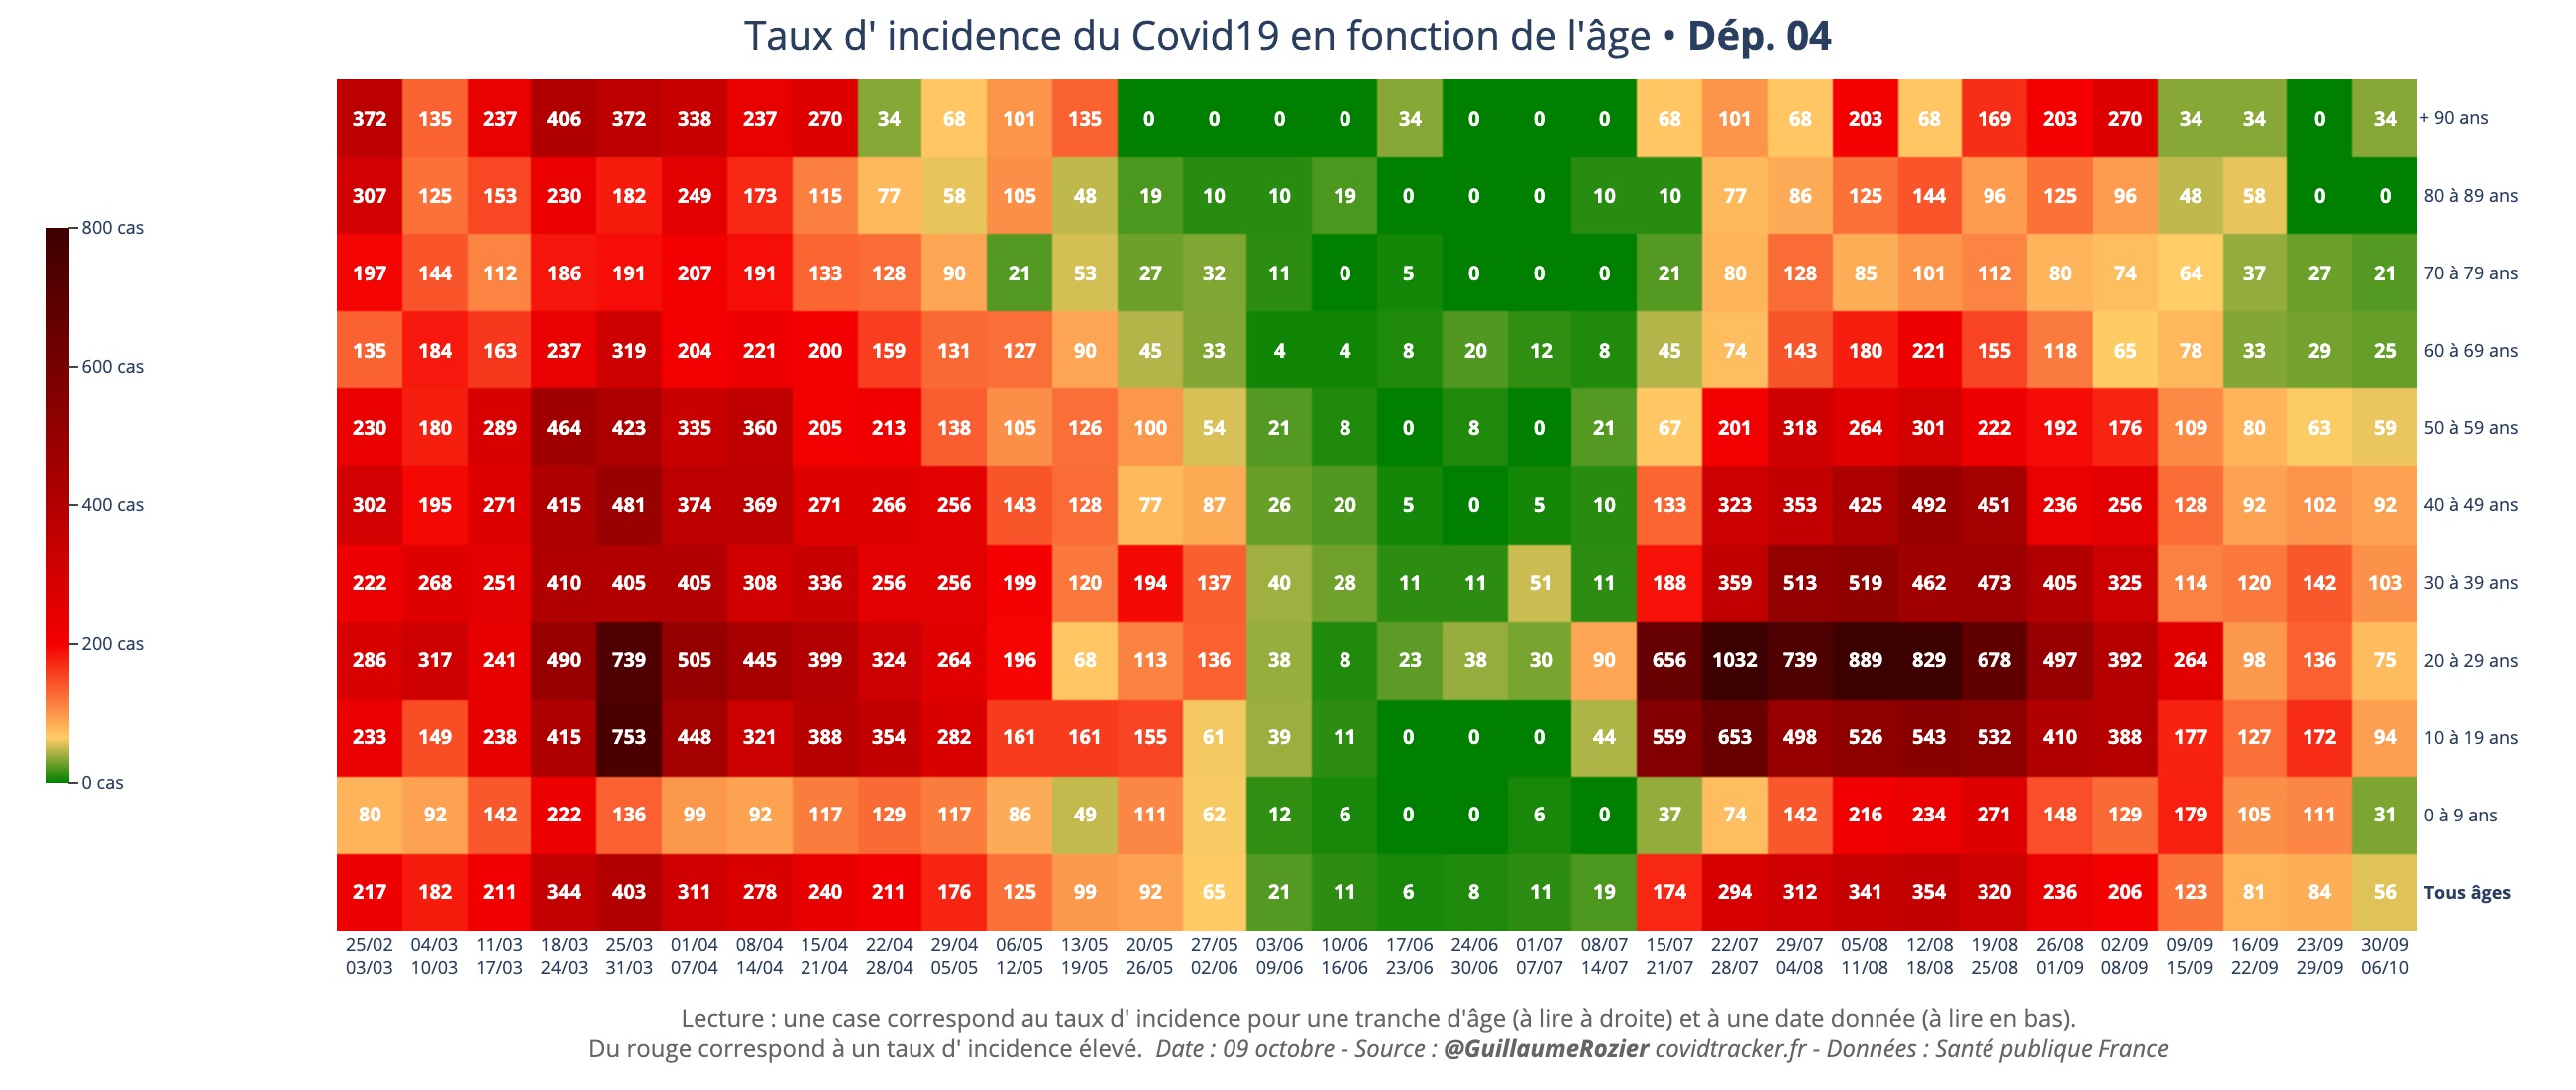 Taux d' incidence du Covid19 en fonction de l'âge • Dép. 04
800 cas
600 cas
400 cas
200 cas
0 cas
372 135 237 406 372 338 237 270 34 68 101 135 0 0 0 0 34 0 0 0 68 101 68 203 68 169 203 270 34 34 0 34 + 90 ans
307 125 153 230 182 249 173 115 77 58 105 48 19 10 10 19 0 0 0 10 10 77 86 125 144 96 125 96 48 58 0 0 80 à 89 ans
197 144 112 186 191 207 191 133 128 90 21 53 27 32 11 0 5 0 0 0 21 80 128 85 101 112 80 74 64 37 27 21 70 à 79 ans
135 184 163 237 319 204 221 200 159 131 127 90 45 33 4 4 8 20 12 8 45 74 143 180 221 155 118 65 78 33 29 25 60 à 69 ans
230 180 289 464 423 335 360 205 213 138 105 126 100 54 21 8 0 8 0 21 67 201 318 264 301 222 192 176 109 80 63 59 50 à 59 ans
302 195 271 415 481 374 369 271 266 256 143 128 77 87 26 20 5 0 5 10 133 323 353 425 492 451 236 256 128 92 102 92 40 à 49 ans
222 268 251 410 405 405 308 336 256 256 199 120 194 137 40 28 11 11 51 11 188 359 513 519 462 473 405 325 114 120 142 103 30 à 39 ans
286 317 241 490 739 505 445 399 324 264 196 68 113 136 38 8 23 38 30 90 656 1032 739 889 829 678 497 392 264 98 136 75 20 à 29 ans
233 149 238 415 753 448 321 388 354 282 161 161 155 61 39 11 0 0 0 44 559 653 498 526 543 532 410 388 177 127 172 94 10 à 19 ans
80 92 142 222 136 99 92 117 129 117 86 49 111 62 12 6 0 0 6 0 37 74 142 216 234 271 148 129 179 105 111 31 0 à 9 ans
217 182 211 344 403 311 278 240 211 176 125 99 92 65 21 11 6 8 11 19 174 294 312 341 354 320 236 206 123 81 84 56 Tous âges
25/02 04/03 11/03 18/03 25/03 01/04 08/04 15/04 22/04 29/04 06/05 13/05 20/05 27/05 03/06 10/06 17/06 24/06 01/07 08/07 15/07 22/07 29/07 05/08 12/08 19/08 26/08 02/09 09/09 16/09 23/09 30/09
03/03 10/03 17/03 24/03 31/03 07/04 14/04 21/04 28/04 05/05 12/05 19/05 26/05 02/06 09/06 16/06 23/06 30/06 07/07 14/07 21/07 28/07 04/08 11/08 18/08 25/08 01/09 08/09 15/09 22/09 29/09 06/10
Lecture : une case correspond au taux d' incidence pour une tranche d'âge (à lire à droite) et à une date donnée (à lire en bas).
Du rouge correspond à un taux d' incidence élevé. Date : 09 octobre - Source : @GuillaumeRozier covidtracker.fr - Données : Santé publique France